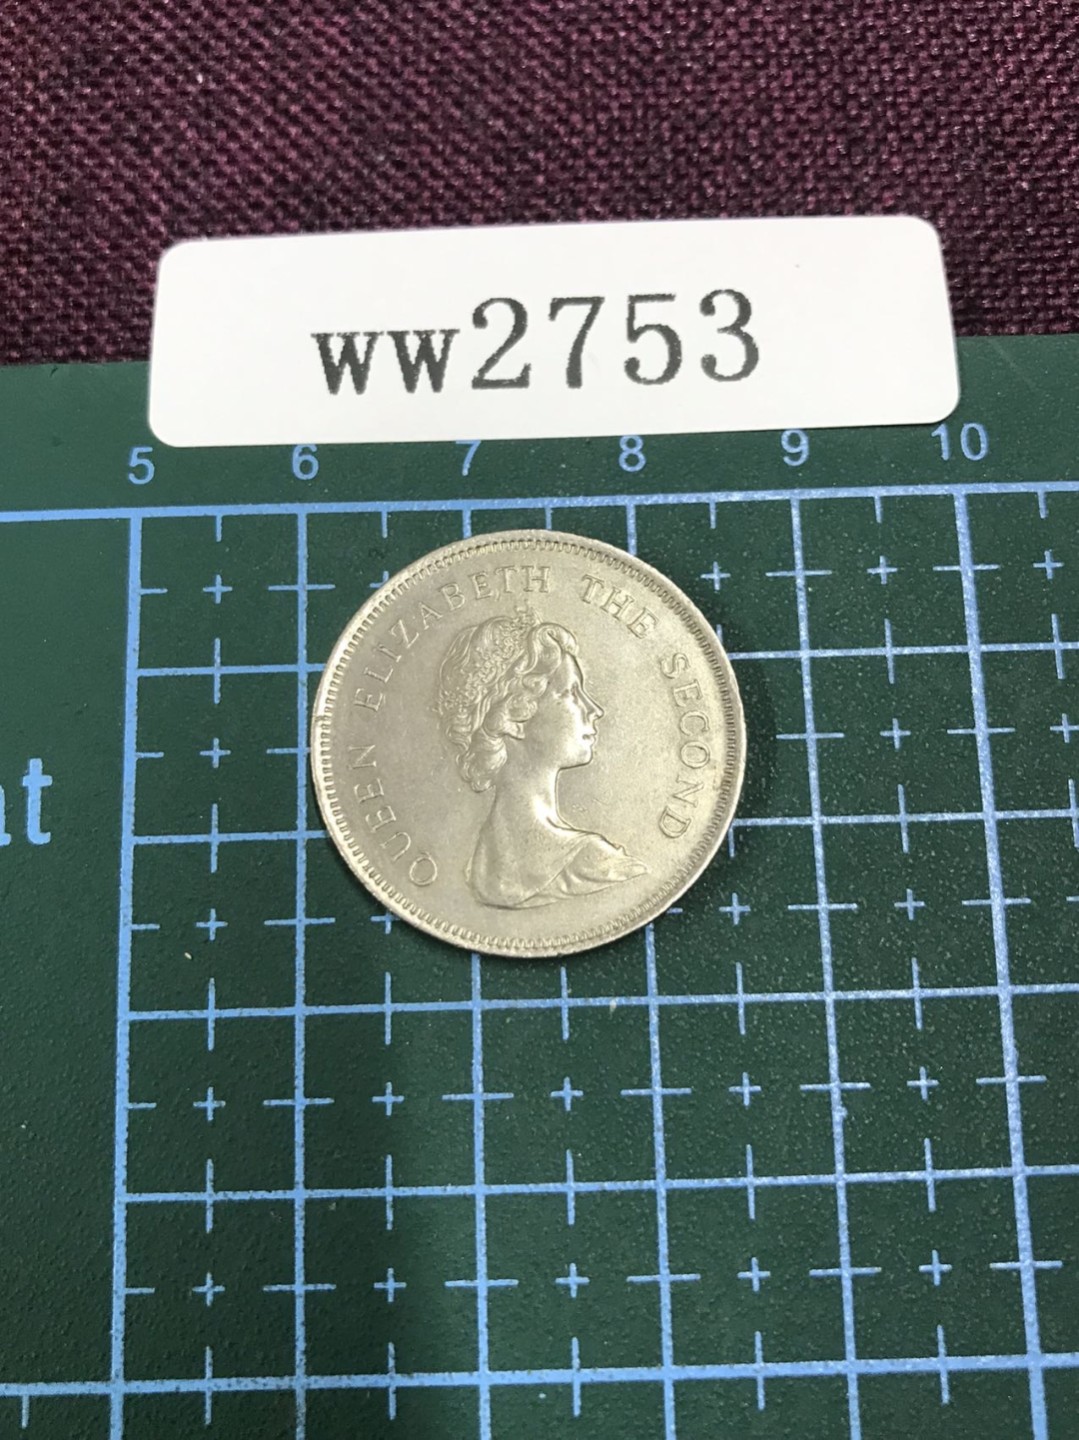 ww2753
5 6 7 8 9 10
QUEEN ELIZABETH THE SECOND
nt